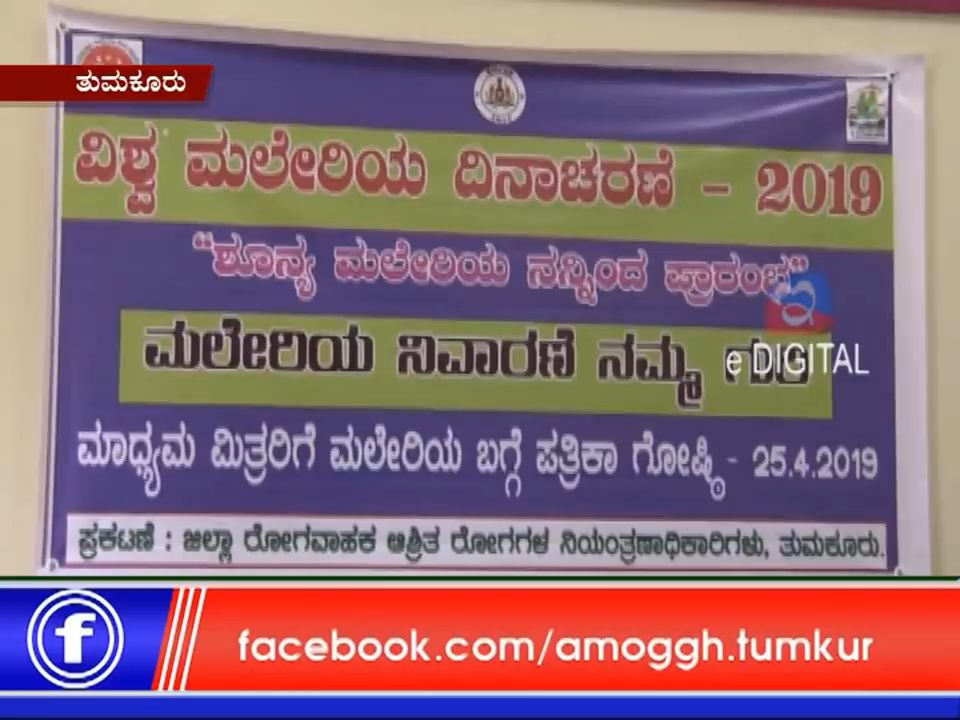 ತುಮಕೂರು
ವಿಶ್ವ ಮಲೇರಿಯ ದಿನಾಚರಣೆ - 2019
"ಶೂನ್ಯ ಮಲೇರಿಯ ನನ್ನಿಂದ ಪ್ರಾರಂಭ"
ಮಲೇರಿಯ ನಿವಾರಣೆ ನಮ್ಮ ಗುರಿ
e DIGITAL
ಮಾಧ್ಯಮ ಮಿತ್ರರಿಗೆ ಮಲೇರಿಯ ಬಗ್ಗೆ ಪತ್ರಿಕಾ ಗೋಷ್ಠಿ - 25.4.2019
ಪ್ರಕಟಣೆ : ಜಿಲ್ಲಾ ರೋಗವಾಹಕ ಆಶ್ರಿತ ರೋಗಗಳ ನಿಯಂತ್ರಣಾಧಿಕಾರಿಗಳು, ತುಮಕೂರು.
facebook.com/amoggh.tumkur